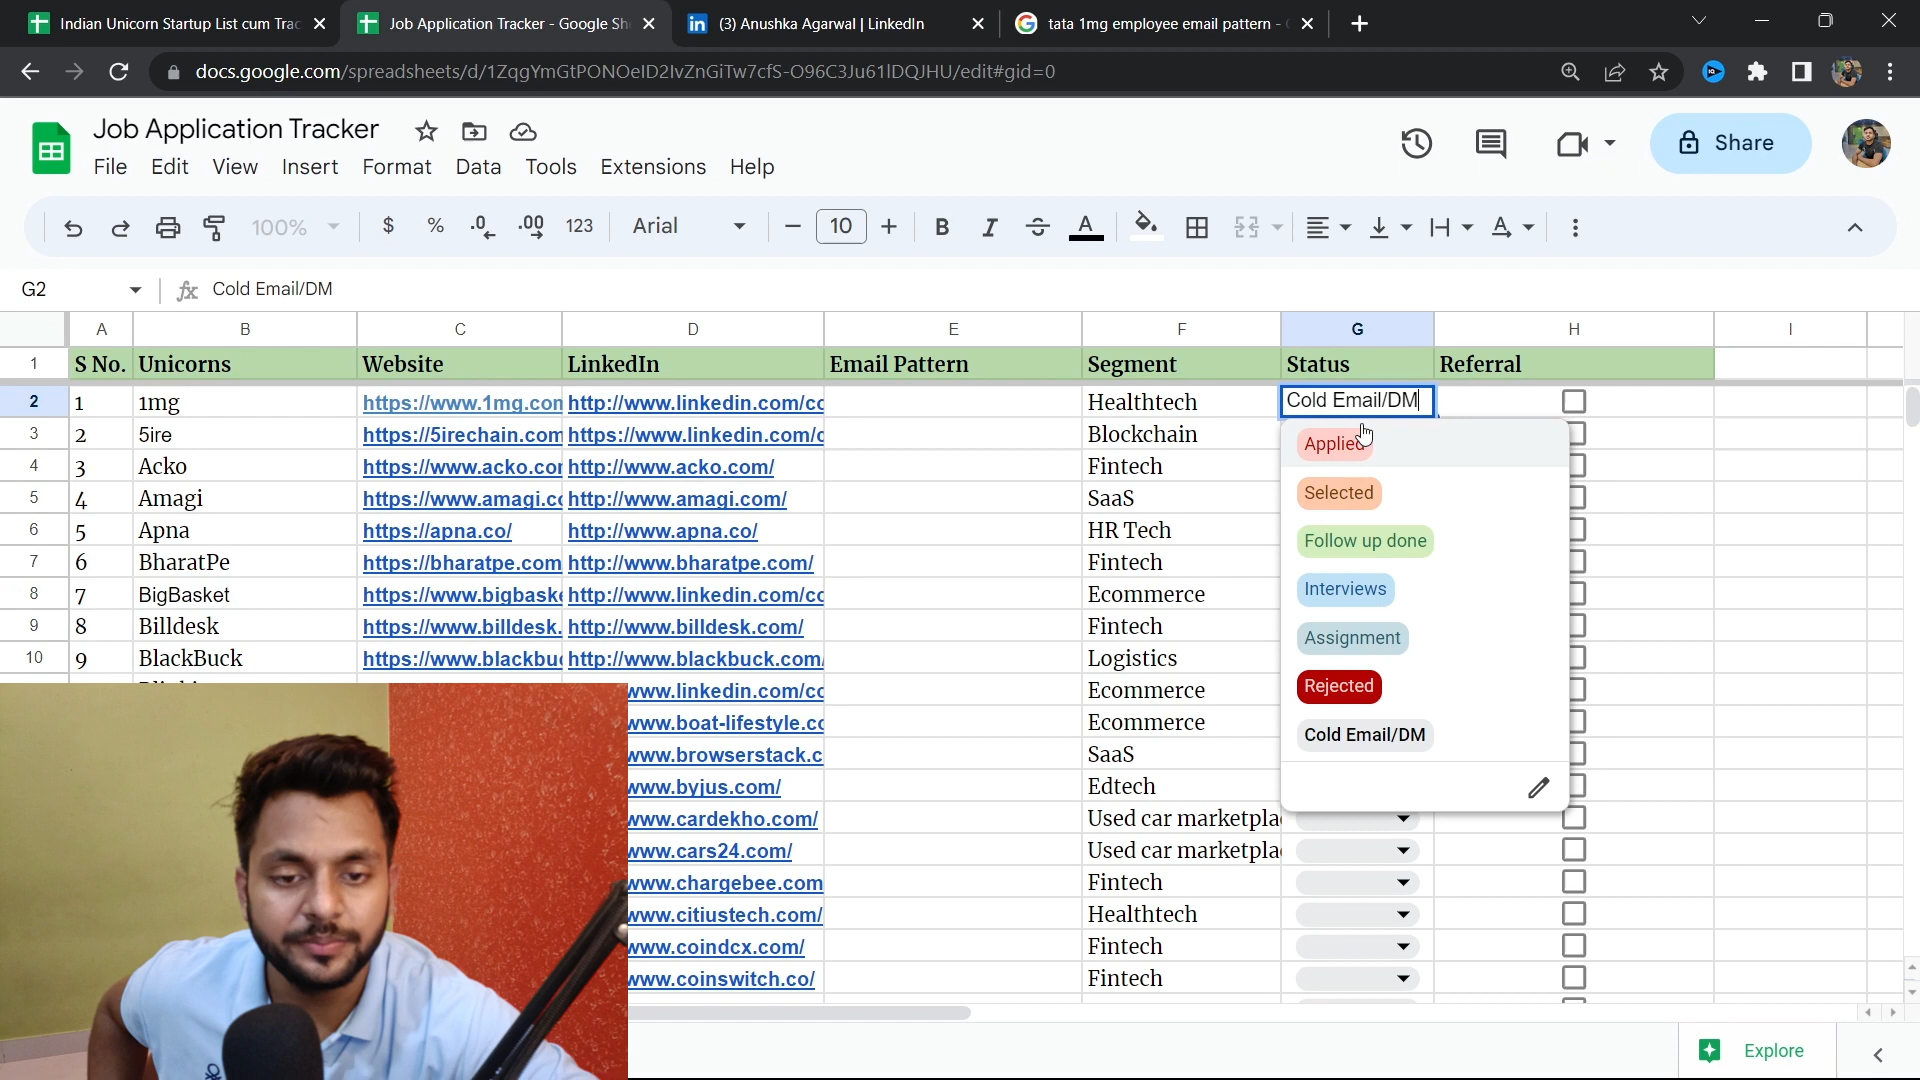 Indian Unicorn Startup List cum Trac
Job Application Tracker - Google Sh
(3) Anushka Agarwal | LinkedIn
tata 1mg employee email pattern -
docs.google.com/spreadsheets/d/1ZqgYmGtPONOeID2IvZnGiTw7cfS-O96C3Ju61lDQJHU/edit#gid=0
Job Application Tracker
File Edit View Insert Format Data Tools Extensions Help
Share
100% $ % .0 .00 123 Arial 10 B I A
G2 fx Cold Email/DM
A B C D E F G H I
1 S No. Unicorns Website LinkedIn Email Pattern Segment Status Referral
2 1 1mg https://www.1mg.con http://www.linkedin.com/co Healthtech Cold Email/DM
3 2 5ire https://5irechain.com https://www.linkedin.com/c Blockchain
Applied
4 3 Acko https://www.acko.cor http://www.acko.com/ Fintech
5 4 Amagi https://www.amagi.cc http://www.amagi.com/ SaaS Selected
6 5 Apna https://apna.co/ http://www.apna.co/ HR Tech
Follow up done
7 6 BharatPe https://bharatpe.com http://www.bharatpe.com/ Fintech
8 7 BigBasket https://www.bigbaske http://www.linkedin.com/co Ecommerce Interviews
9 8 Billdesk https://www.billdesk. http://www.billdesk.com/ Fintech
Assignment
10 9 BlackBuck https://www.blackbuc http://www.blackbuck.com/ Logistics
www.linkedin.com/co Ecommerce Rejected
www.boat-lifestyle.co Ecommerce
Cold Email/DM
www.browserstack.c SaaS
www.byjus.com/ Edtech
www.cardekho.com/ Used car marketplac
www.cars24.com/ Used car marketplac
www.chargebee.com Fintech
www.citiustech.com/ Healthtech
www.coindcx.com/ Fintech
www.coinswitch.co/ Fintech
Explore